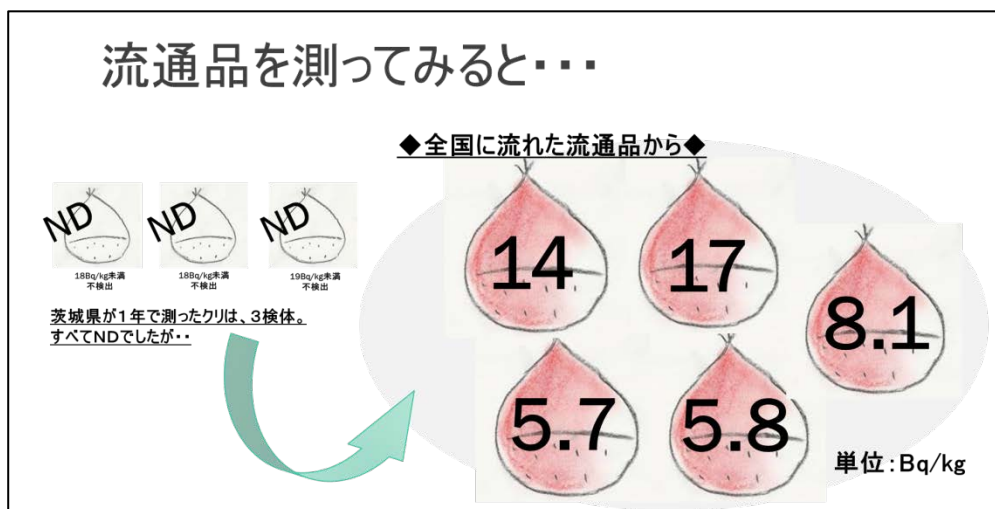 流通品を測ってみると・・・
◆全国に流れた流通品から◆
ND
ND
ND
18Bq/kg未満
不検出
18Bq/kg未満
不検出
19Bq/kg未満
不検出
茨城県が1年で測ったクリは、3検体。
すべてNDでしたが・・
14
17
8.1
5.7
5.8
単位:Bq/kg